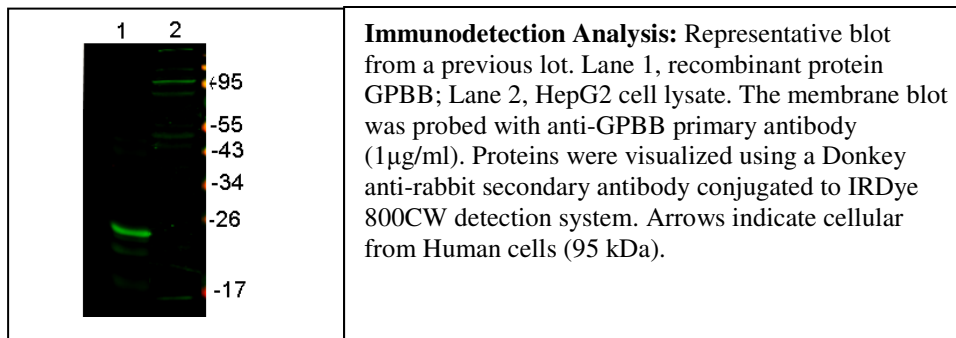 1 2
-95
-55
-43
-34
-26
-17
Immunodetection Analysis: Representative blot
from a previous lot. Lane 1, recombinant protein
GPBB; Lane 2, HepG2 cell lysate. The membrane blot
was probed with anti-GPBB primary antibody
(1µg/ml). Proteins were visualized using a Donkey
anti-rabbit secondary antibody conjugated to IRDye
800CW detection system. Arrows indicate cellular
from Human cells (95 kDa).